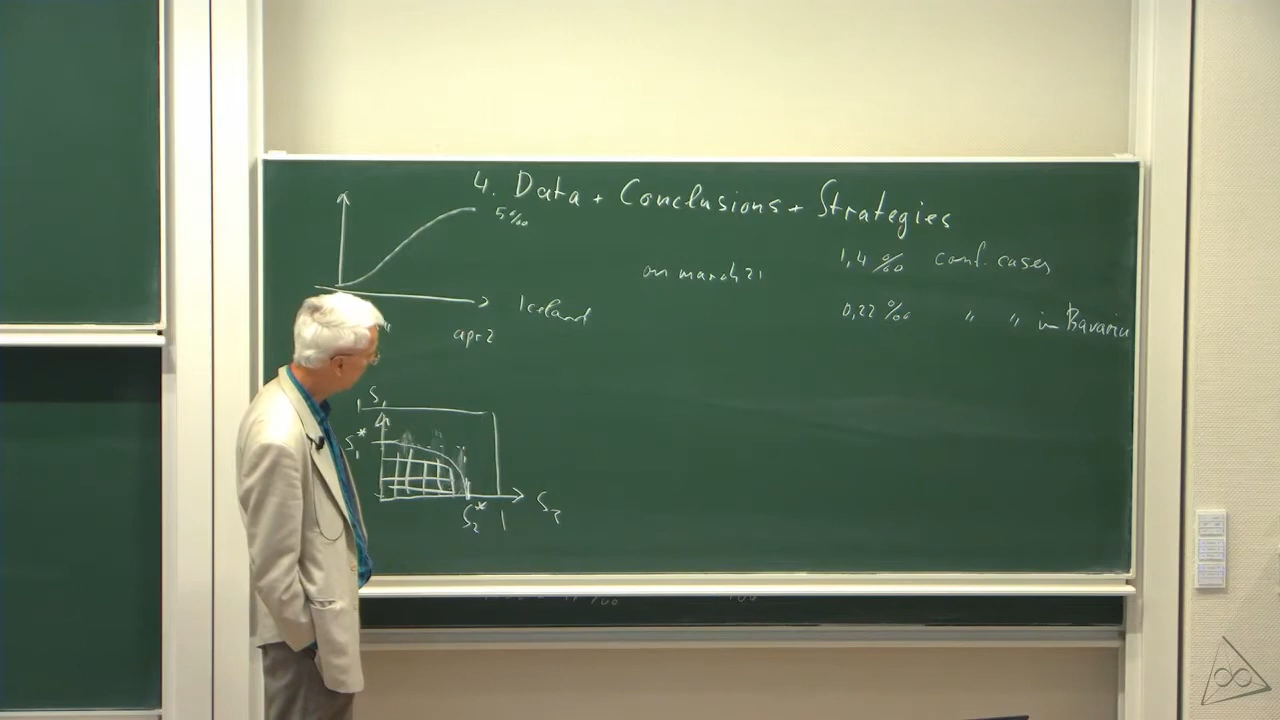 4. Data + Conclusions + Strategies
5 ‰
on march 21
1,4 ‰ conf. cases
0,22 ‰ " " in Bavaria
Iceland
apr 2
1 S₁
S₁*
S₂* 1 S₂